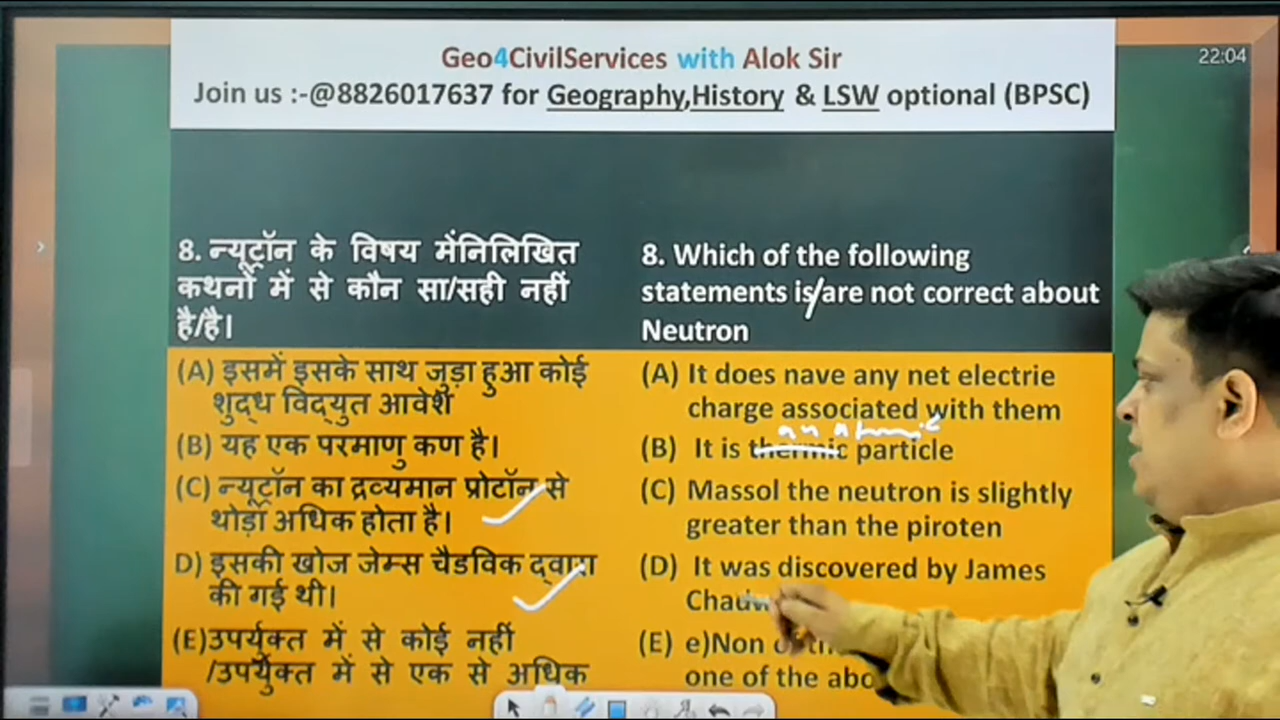 Geo4CivilServices with Alok Sir
Join us :-@8826017637 for Geography,History & LSW optional (BPSC)
22:04
8. न्यूट्रॉन के विषय मेंनिलिखित
कथनों में से कौन सा/सही नहीं
है/है।
(A) इसमें इसके साथ जुड़ा हुआ कोई
शुद्ध विद्युत आवेश
(B) यह एक परमाणु कण है।
(C) न्यूट्रॉन का द्रव्यमान प्रोटॉन से
थोड़ा अधिक होता है।
D) इसकी खोज जेम्स चैडविक द्वारा
की गई थी।
(E)उपर्युक्त में से कोई नहीं
/उपर्युक्त में से एक से अधिक
8. Which of the following
statements is/are not correct about
Neutron
(A) It does nave any net electrie
charge associated with them
an atomic
(B) It is thermic particle
(C) Massol the neutron is slightly
greater than the piroten
(D) It was discovered by James
(E) e)Non
one of the